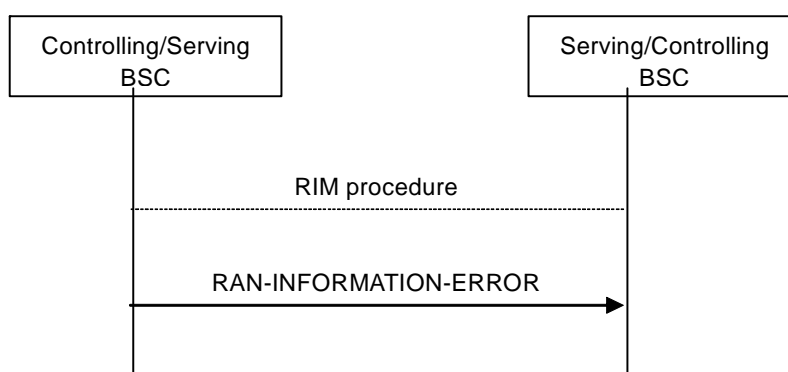 Controlling/Serving
BSC
Serving/Controlling
BSC
RIM procedure
RAN-INFORMATION-ERROR